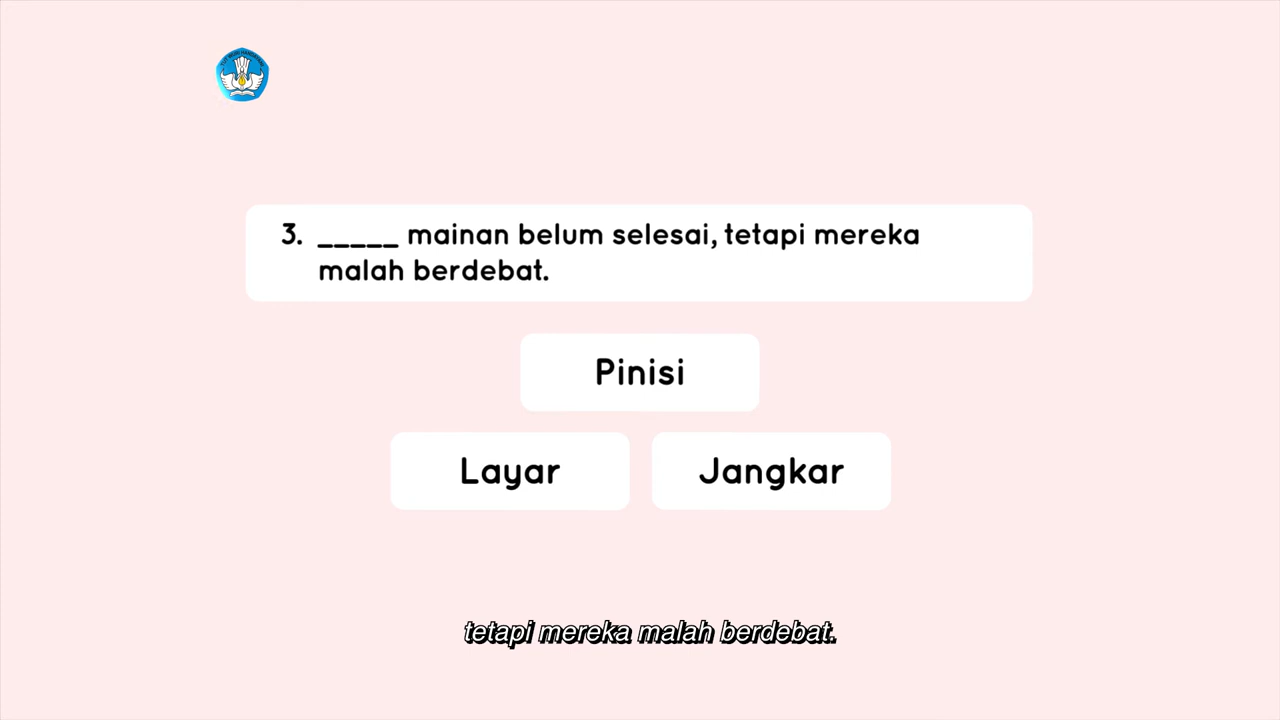 3. _____ mainan belum selesai, tetapi mereka
malah berdebat.
Pinisi
Layar
Jangkar
tetapi mereka malah berdebat.